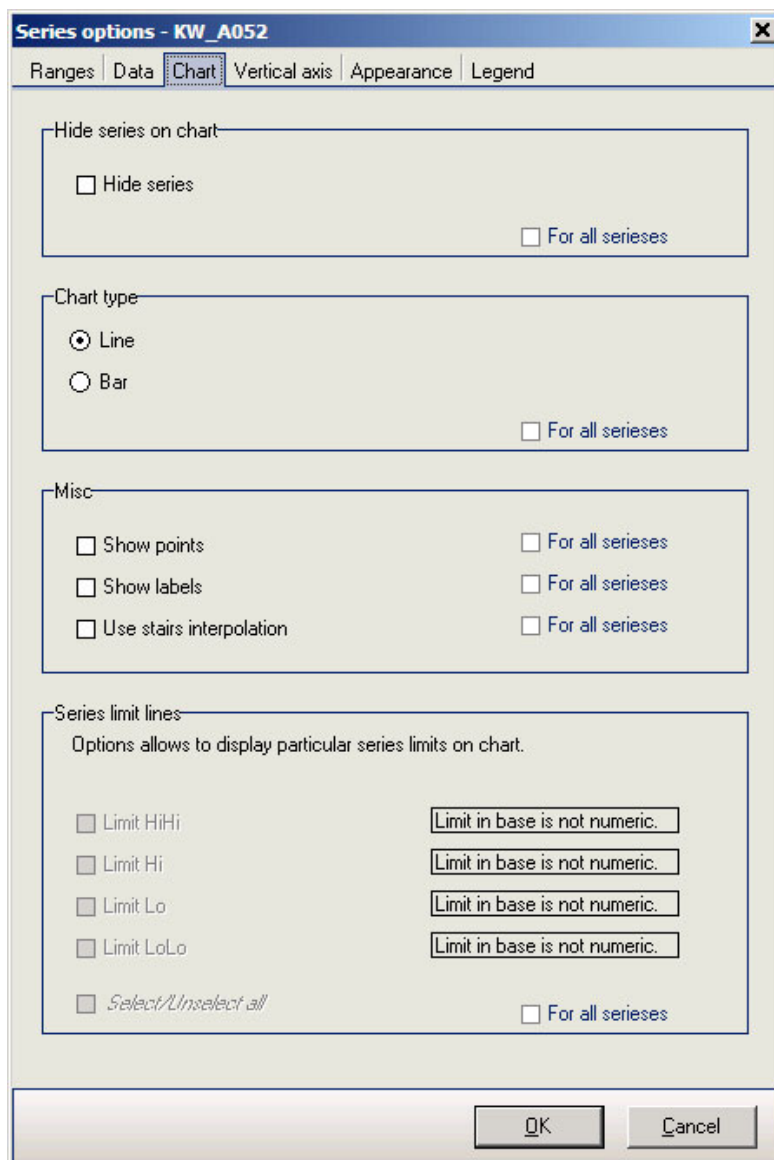 Series options - KW_A052
Ranges Data Chart Vertical axis Appearance Legend
Hide series on chart
Hide series
For all serieses
Chart type
Line
Bar
For all serieses
Misc
Show points For all serieses
Show labels For all serieses
Use stairs interpolation For all serieses
Series limit lines
Options allows to display particular series limits on chart.
Limit HiHi Limit in base is not numeric.
Limit Hi Limit in base is not numeric.
Limit Lo Limit in base is not numeric.
Limit LoLo Limit in base is not numeric.
Select/Unselect all For all serieses
OK Cancel